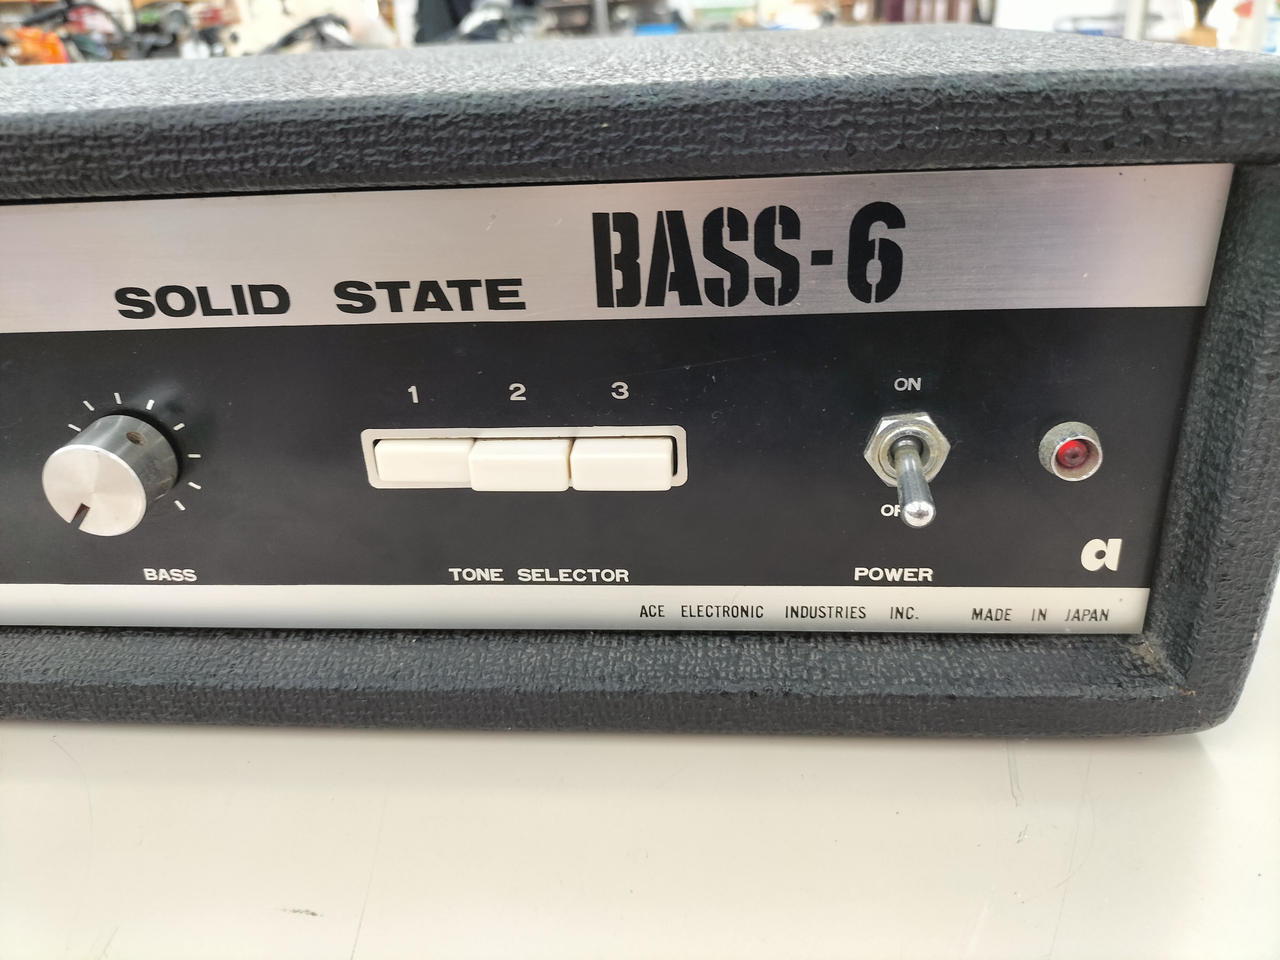 SOLID STATE BASS-6
1 2 3
ON
OFF
BASS
TONE SELECTOR
POWER
a
ACE ELECTRONIC INDUSTRIES INC. MADE IN JAPAN